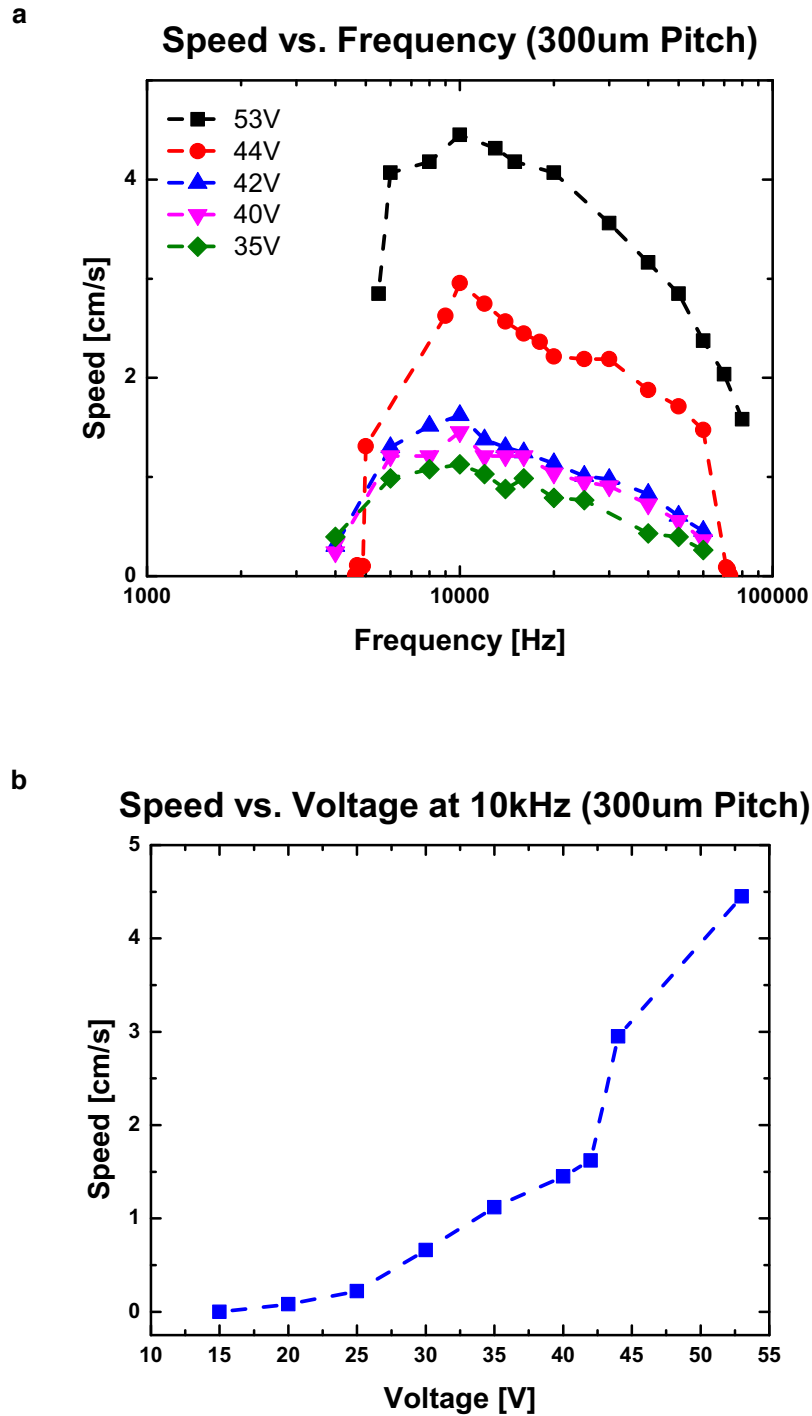 a
Speed vs. Frequency (300um Pitch)
53V
44V
42V
40V
35V
4
2
0
Speed [cm/s]
1000
10000
100000
Frequency [Hz]
b
Speed vs. Voltage at 10kHz (300um Pitch)
5
4
3
2
1
0
Speed [cm/s]
10 15 20 25 30 35 40 45 50 55
Voltage [V]